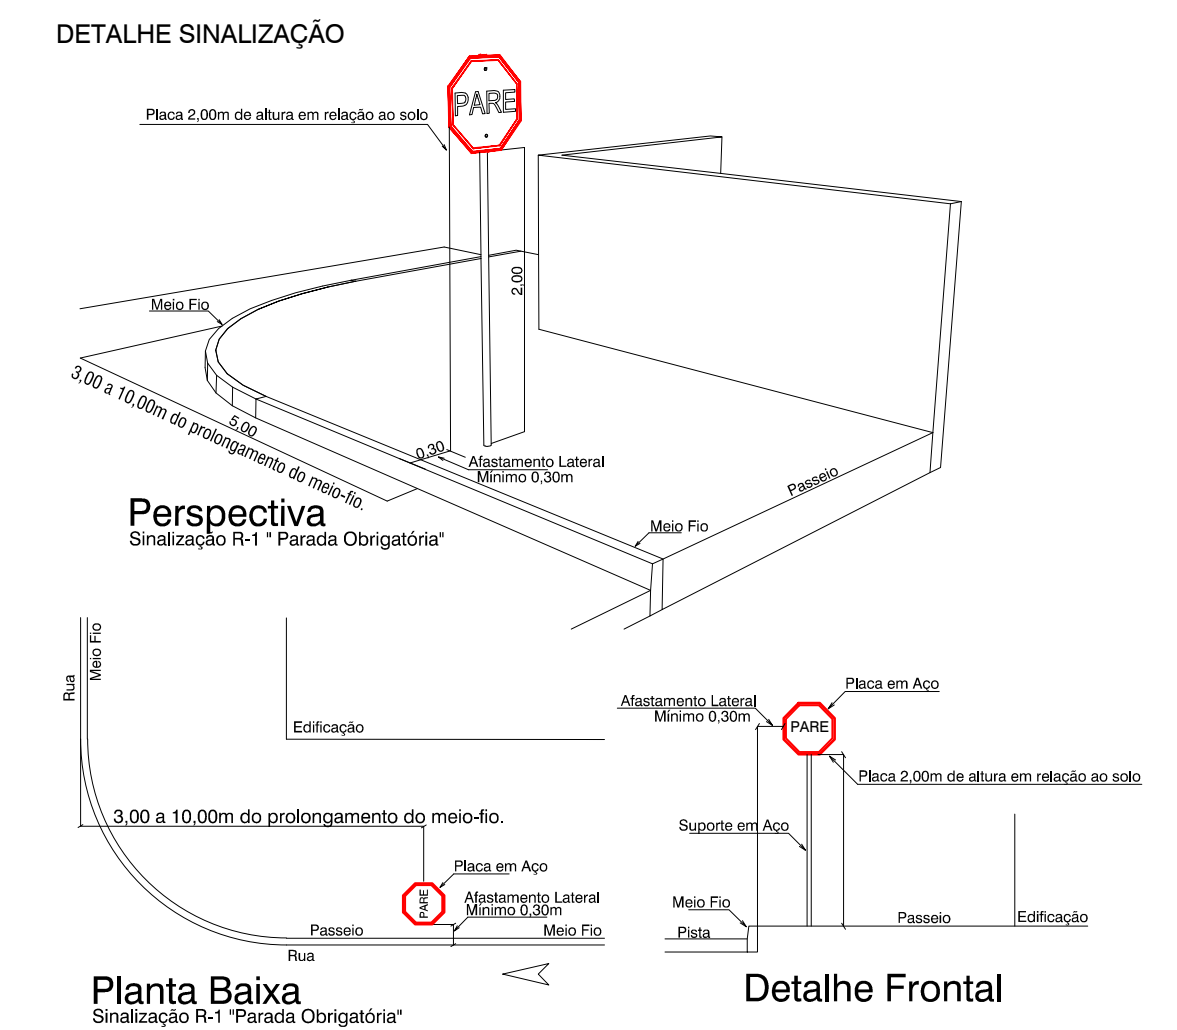 DETALHE SINALIZAÇÃO
PARE
Placa 2,00m de altura em relação ao solo
2,00
Meio Fio
3,00 a 10,00m do prolongamento do meio-fio.
5,00
0,30
Afastamento Lateral
Mínimo 0,30m
Passeio
Meio Fio
Perspectiva
Sinalização R-1 " Parada Obrigatória"
Rua
Meio Fio
Edificação
3,00 a 10,00m do prolongamento do meio-fio.
Placa em Aço
PARE
Afastamento Lateral
Mínimo 0,30m
Passeio
Meio Fio
Rua
Planta Baixa
Sinalização R-1 "Parada Obrigatória"
Placa em Aço
Afastamento Lateral
Mínimo 0,30m
PARE
Placa 2,00m de altura em relação ao solo
Suporte em Aço
Meio Fio
Pista
Passeio
Edificação
Detalhe Frontal